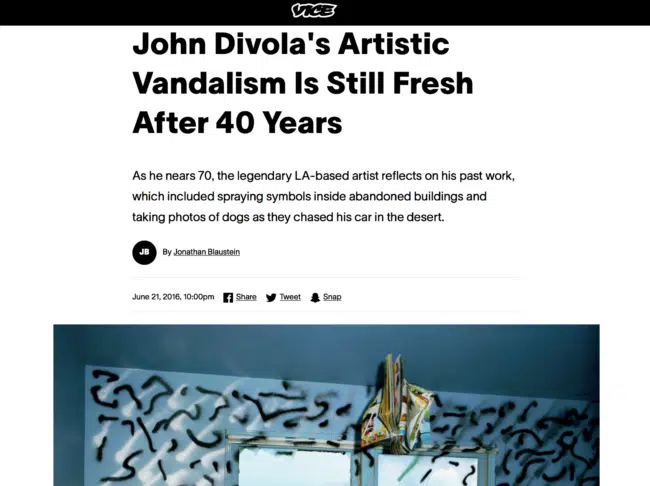 VICE
John Divola's Artistic
Vandalism Is Still Fresh
After 40 Years
As he nears 70, the legendary LA-based artist reflects on his past work,
which included spraying symbols inside abandoned buildings and
taking photos of dogs as they chased his car in the desert.
JB By Jonathan Blaustein
June 21, 2016, 10:00pm Share Tweet Snap